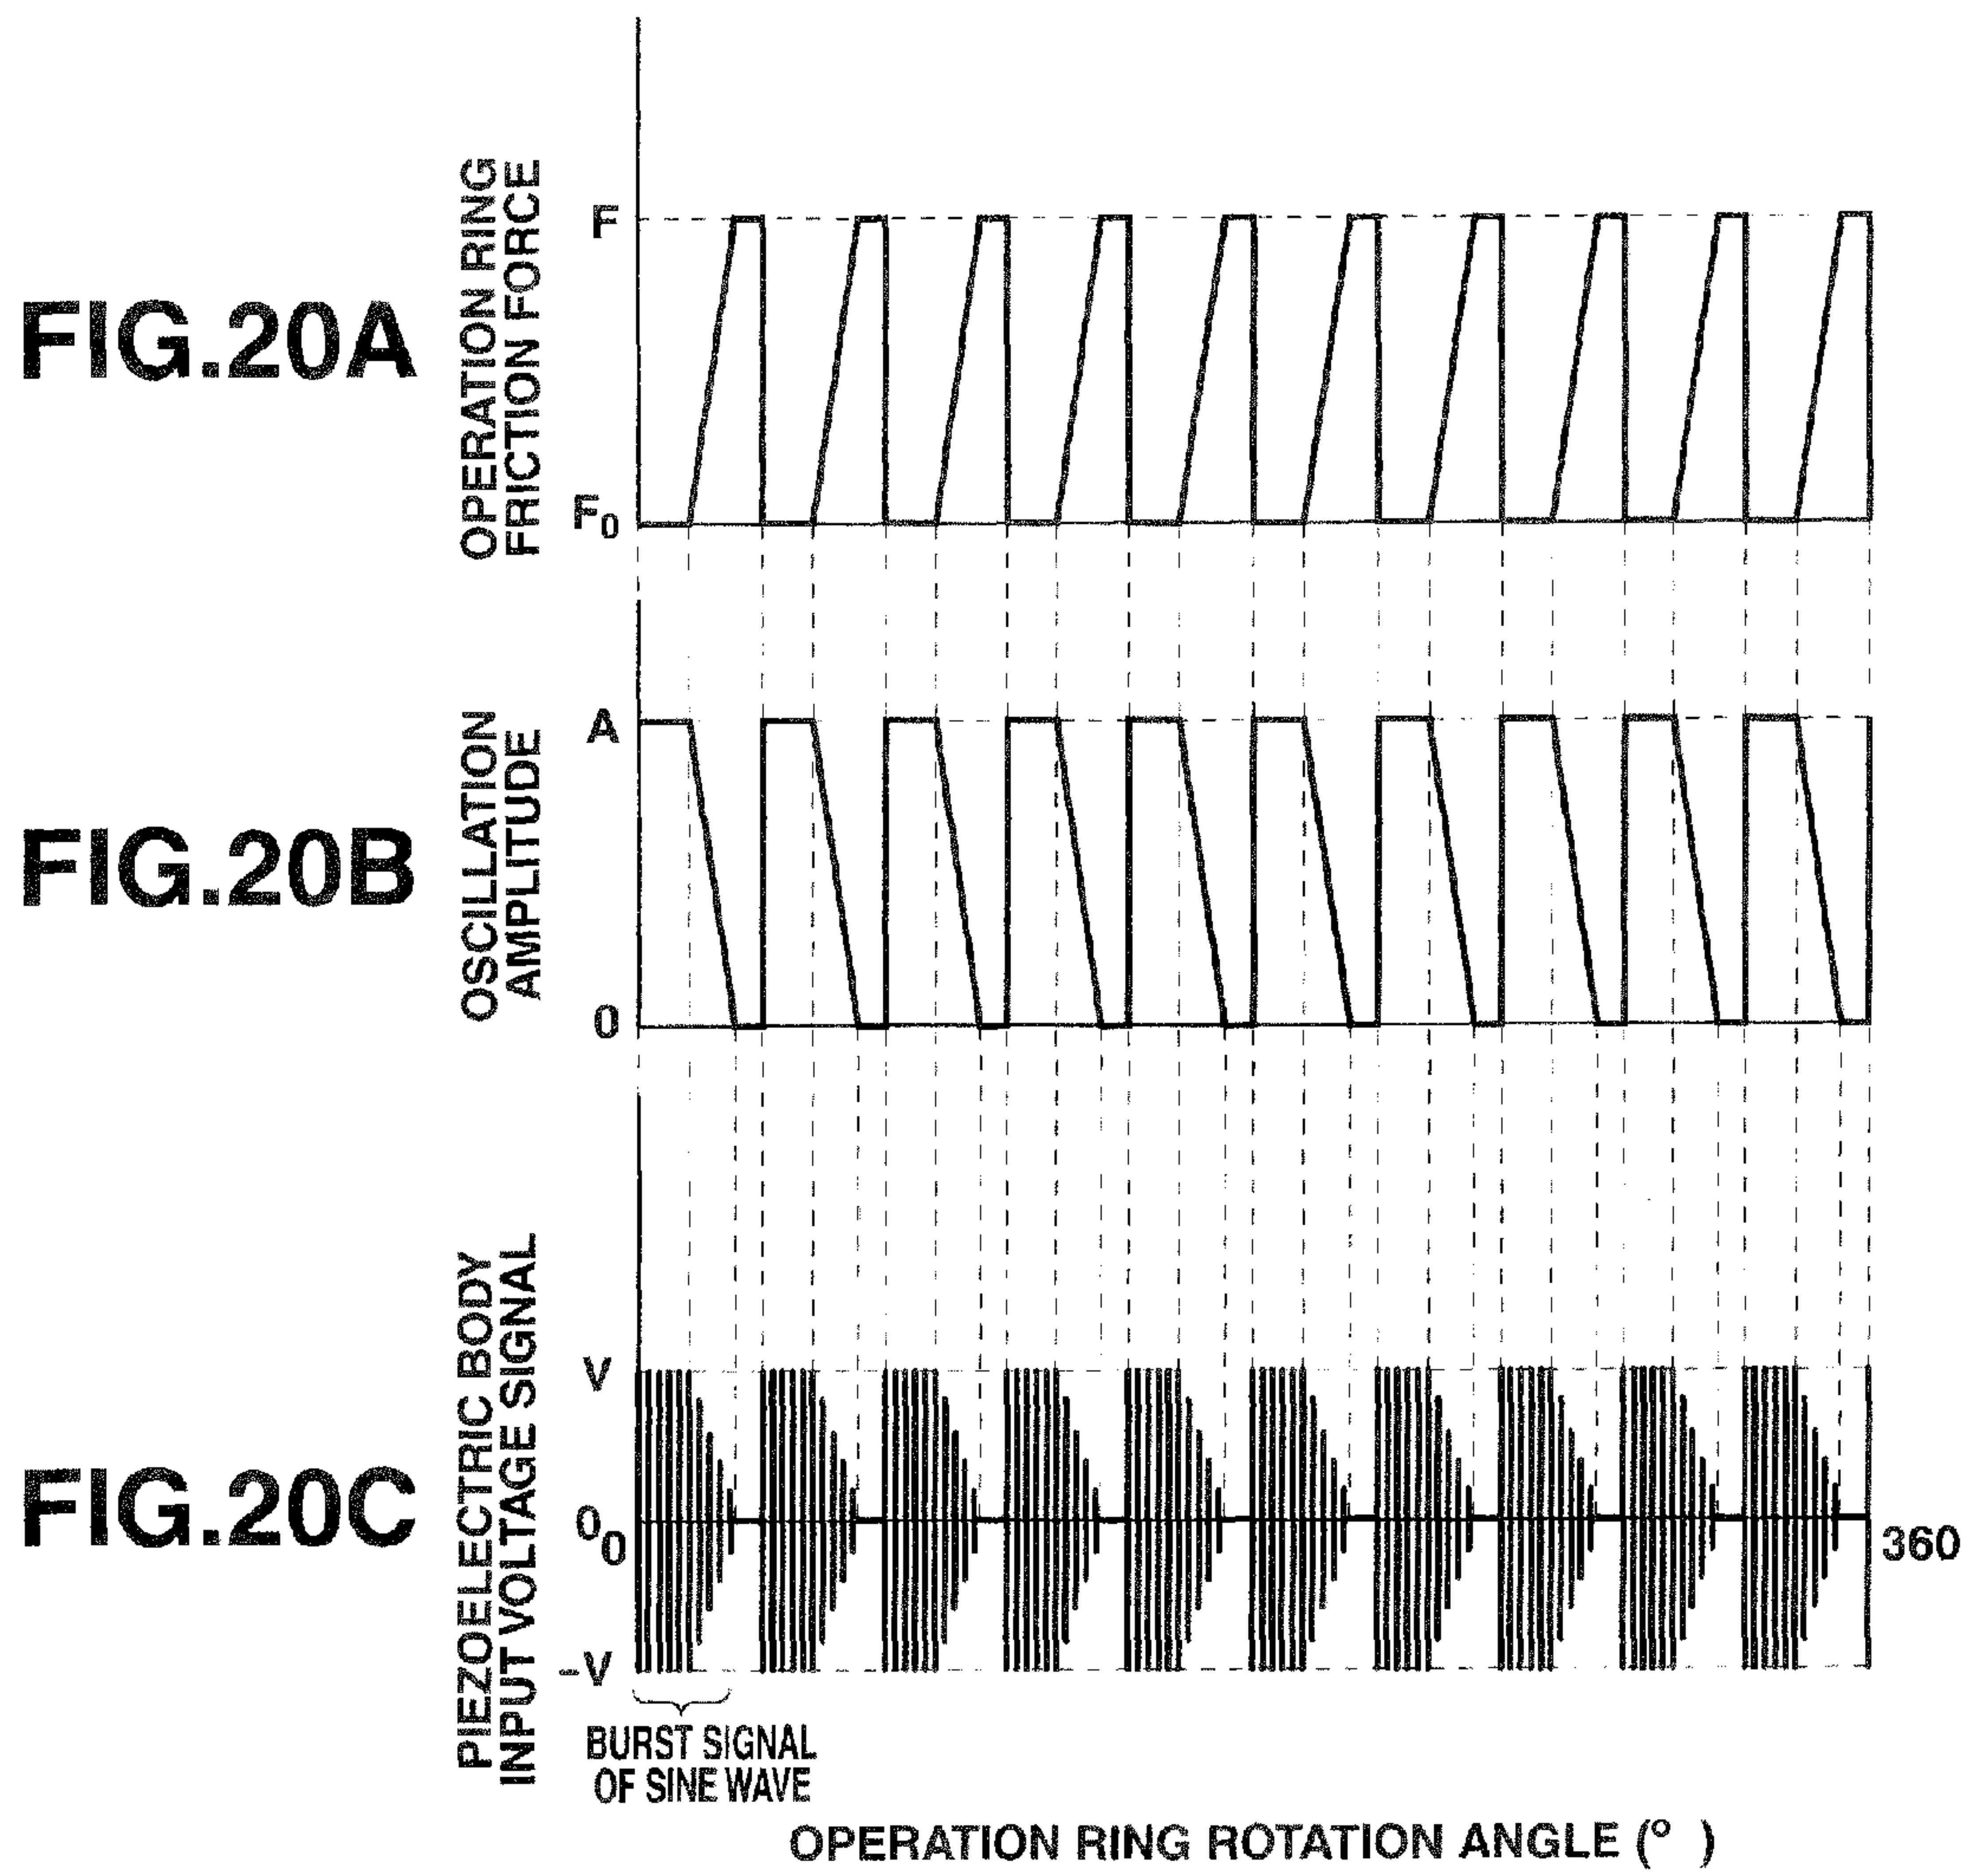 FIG.20A
OPERATION RING
FRICTION FORCE
F
F0
FIG.20B
OSCILLATION
AMPLITUDE
A
0
FIG.20C
PIEZOELECTRIC BODY
INPUT VOLTAGE SIGNAL
V
0
0
-V
360
BURST SIGNAL
OF SINE WAVE
OPERATION RING ROTATION ANGLE (° )